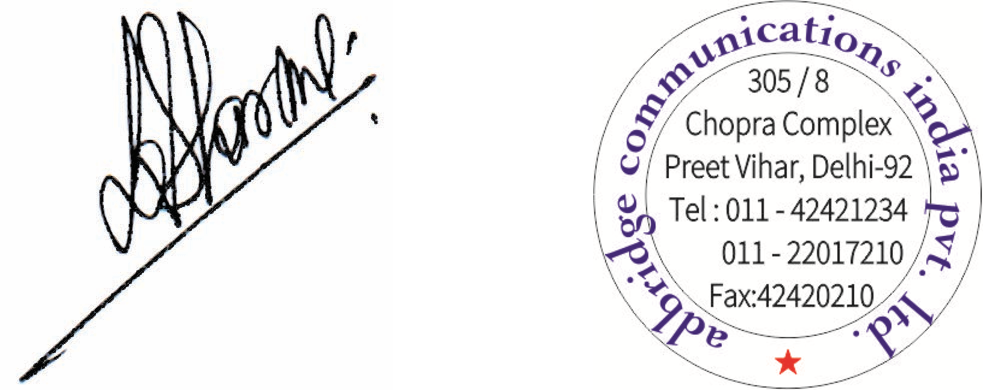 adbridge communications india pvt. ltd.
305 / 8
Chopra Complex
Preet Vihar, Delhi-92
Tel : 011 - 42421234
011 - 22017210
Fax:42420210